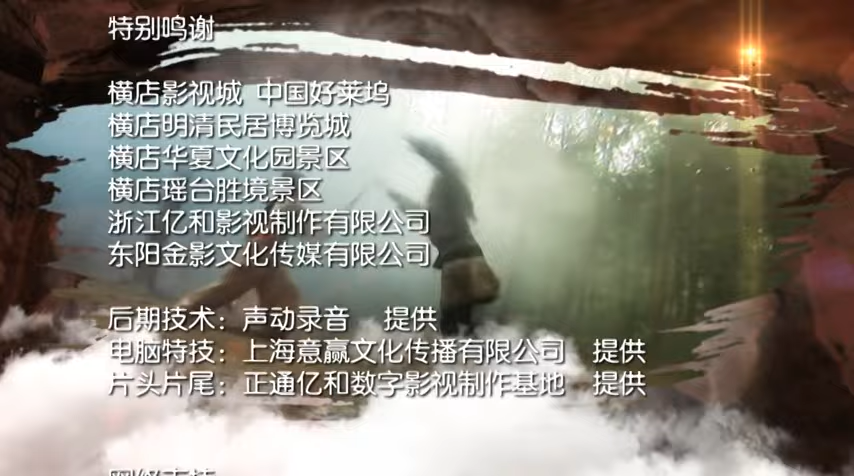 特别鸣谢
横店影视城 中国好莱坞
横店明清民居博览城
横店华夏文化园景区
横店瑶台胜境景区
浙江亿和影视制作有限公司
东阳金影文化传媒有限公司
后期技术：声动录音 提供
电脑特技：上海意赢文化传播有限公司 提供
片头片尾：正通亿和数字影视制作基地 提供